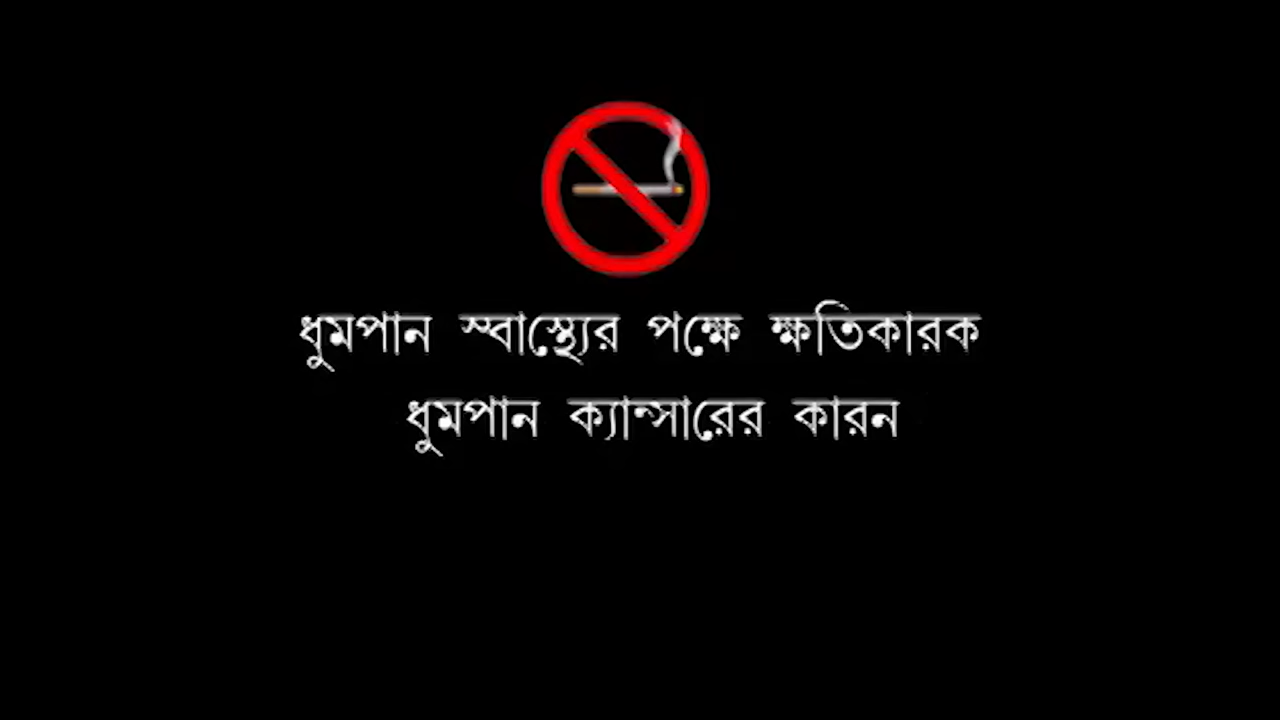 ধুমপান স্বাস্থ্যের পক্ষে ক্ষতিকারক
ধুমপান ক্যান্সারের কারন